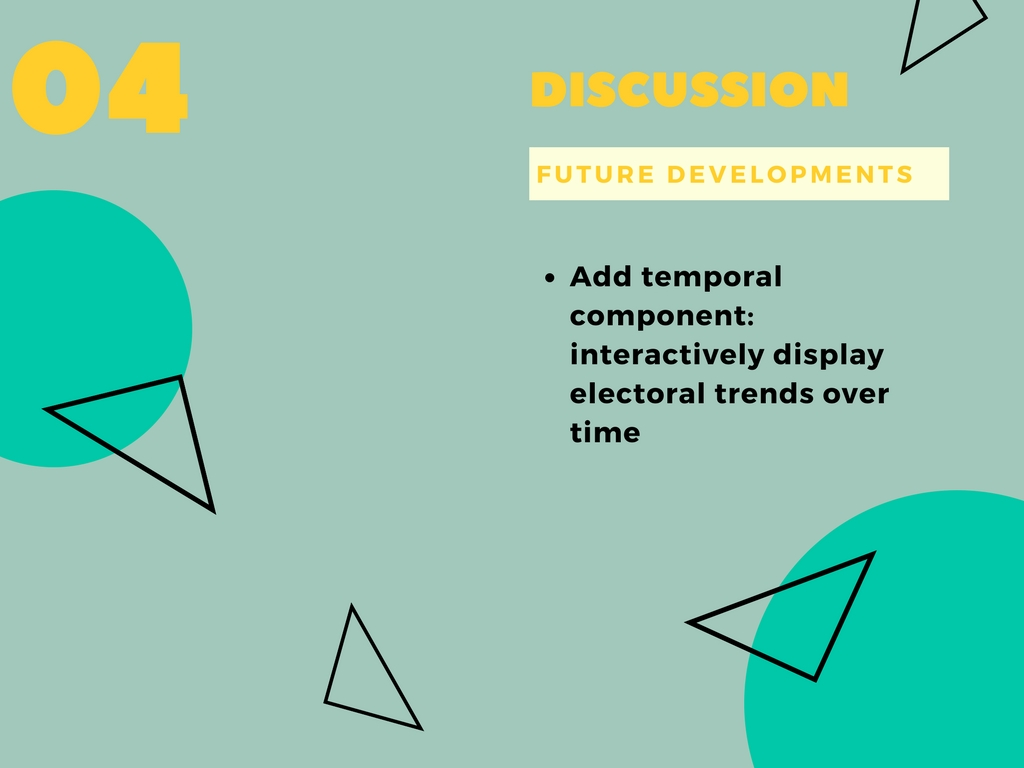 04
DISCUSSION
FUTURE DEVELOPMENTS
• Add temporal
component:
interactively display
electoral trends over
time